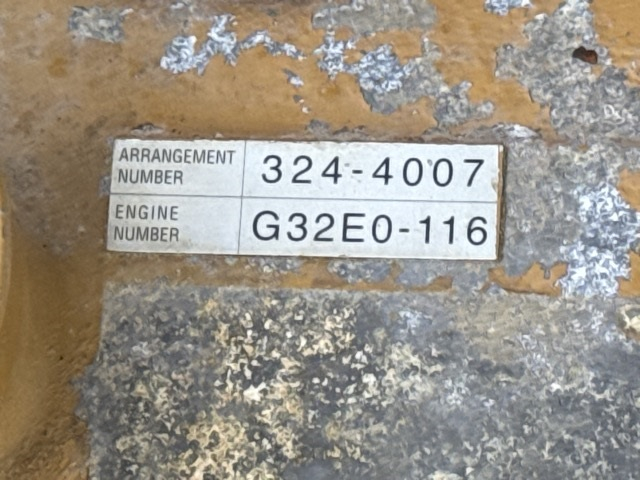 ARRANGEMENT
NUMBER
324-4007
ENGINE
NUMBER
G32E0-116